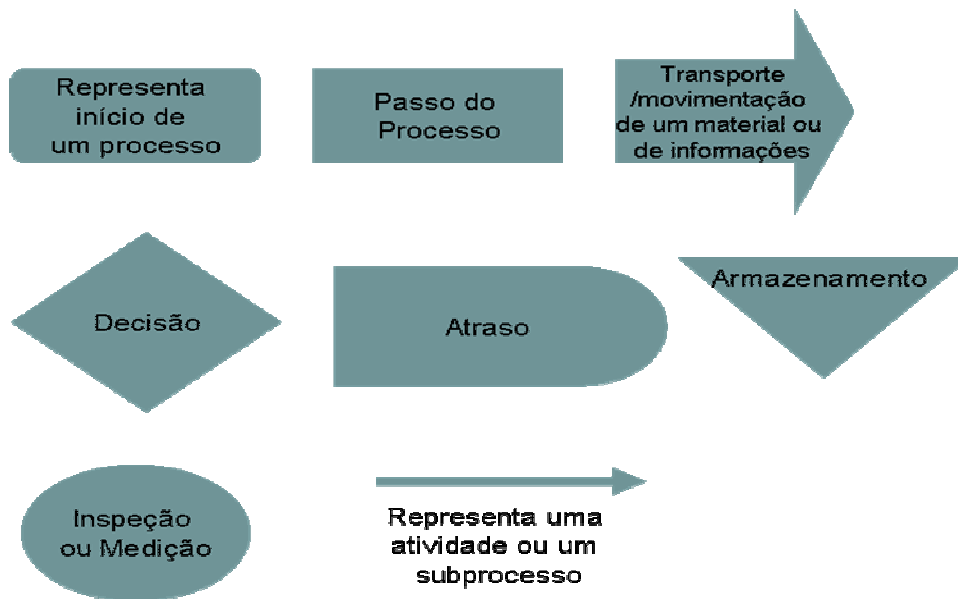 Representa
início de
um processo
Passo do
Processo
Transporte
/movimentação
de um material ou
de informações
Decisão
Atraso
Armazenamento
Inspeção
ou Medição
Representa uma
atividade ou um
subprocesso